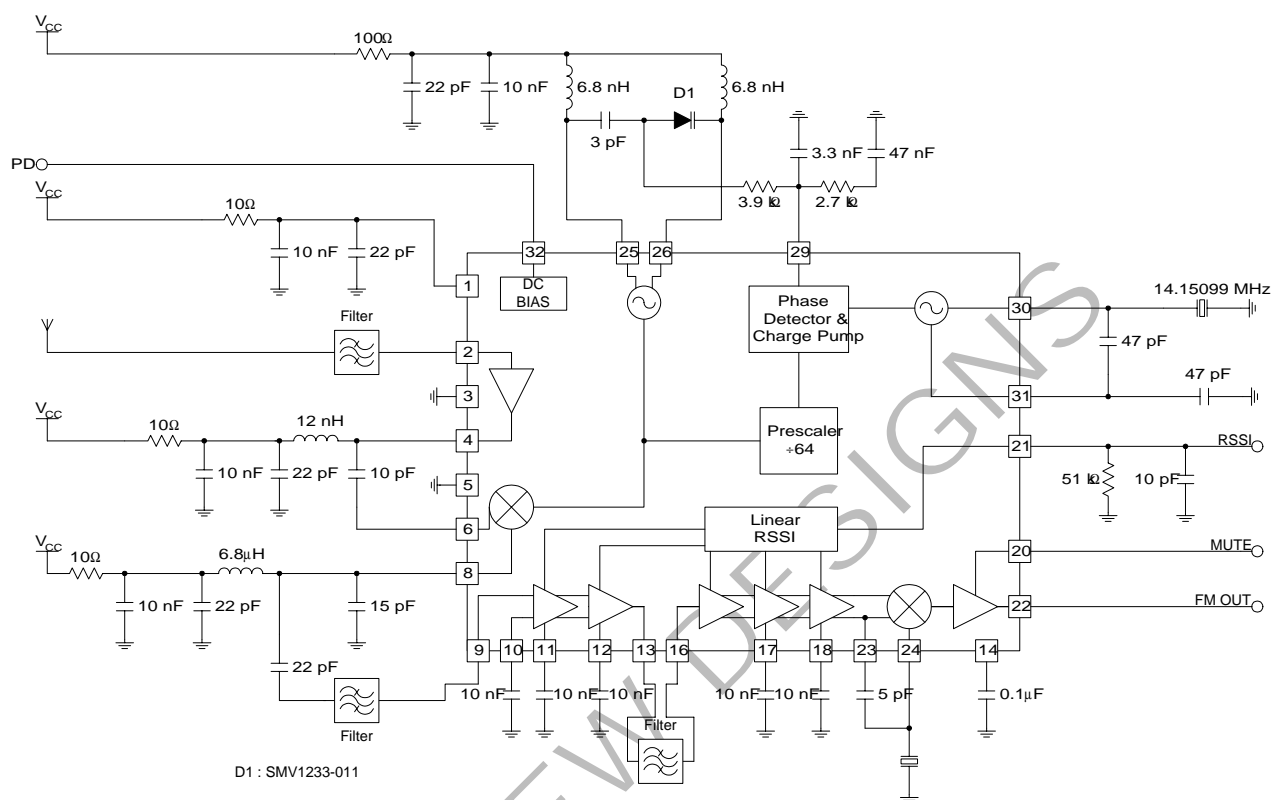 VCC
100Ω
22 pF
10 nF
6.8 nH
6.8 nH
D1
3 pF
3.3 nF
47 nF
PD
VCC
10Ω
3.9 kΩ
2.7 kΩ
10 nF
22 pF
32
25
26
29
1
DC
BIAS
Filter
Phase
Detector &
Charge Pump
14.15099 MHz
30
2
47 pF
3
47 pF
31
VCC
10Ω
12 nH
4
Prescaler
÷64
21
RSSI
10 nF
22 pF
10 pF
5
51 kΩ
10 pF
6
Linear
RSSI
VCC
10Ω
6.8µH
8
20
MUTE
10 nF
22 pF
15 pF
22
FM OUT
9
10
11
12
13
16
17
18
23
24
14
22 pF
10 nF
10 nF
10 nF
10 nF
10 nF
5 pF
0.1µF
Filter
Filter
D1 : SMV1233-011
EW DESIGNS